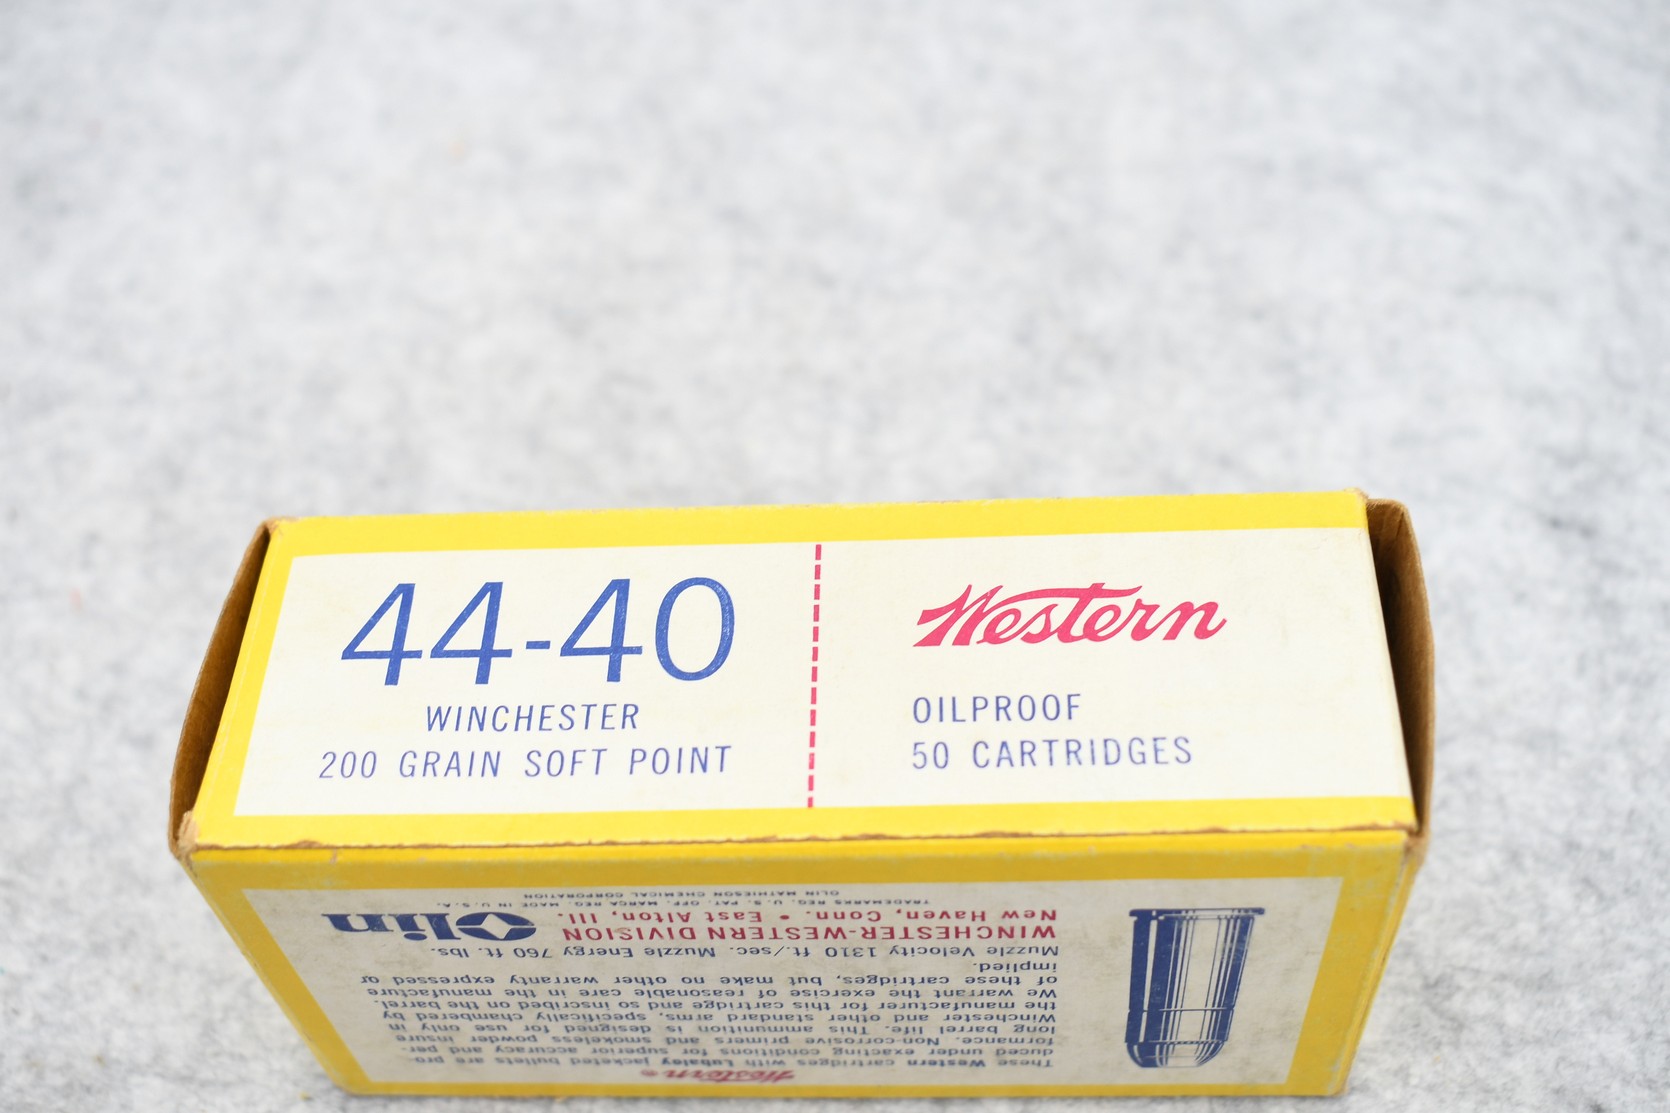 44-40
WINCHESTER
200 GRAIN SOFT POINT
Western
OILPROOF
50 CARTRIDGES
Western®
These Western cartridges with Lubaloy jacketed bullets are pro-
duced under exacting conditions for superior accuracy and per-
formance. Non-corrosive primers and smokeless powder insure
long barrel life. This ammunition is designed for use only in
Winchester and other standard arms, specifically chambered by
the manufacturer for this cartridge and so inscribed on the barrel.
We warrant the exercise of reasonable care in the manufacture
of these cartridges but, make no other warranty expressed or
implied.
Muzzle Velocity 1310 ft./sec. Muzzle Energy 760 ft. lbs.
WINCHESTER-WESTERN DIVISION
New Haven, Conn. • East Alton, Ill.
Olin
TRADEMARKS REG. U.S. PAT. OFF. MARCA REG. MADE IN U.S.A.
OLIN MATHIESON CHEMICAL CORPORATION